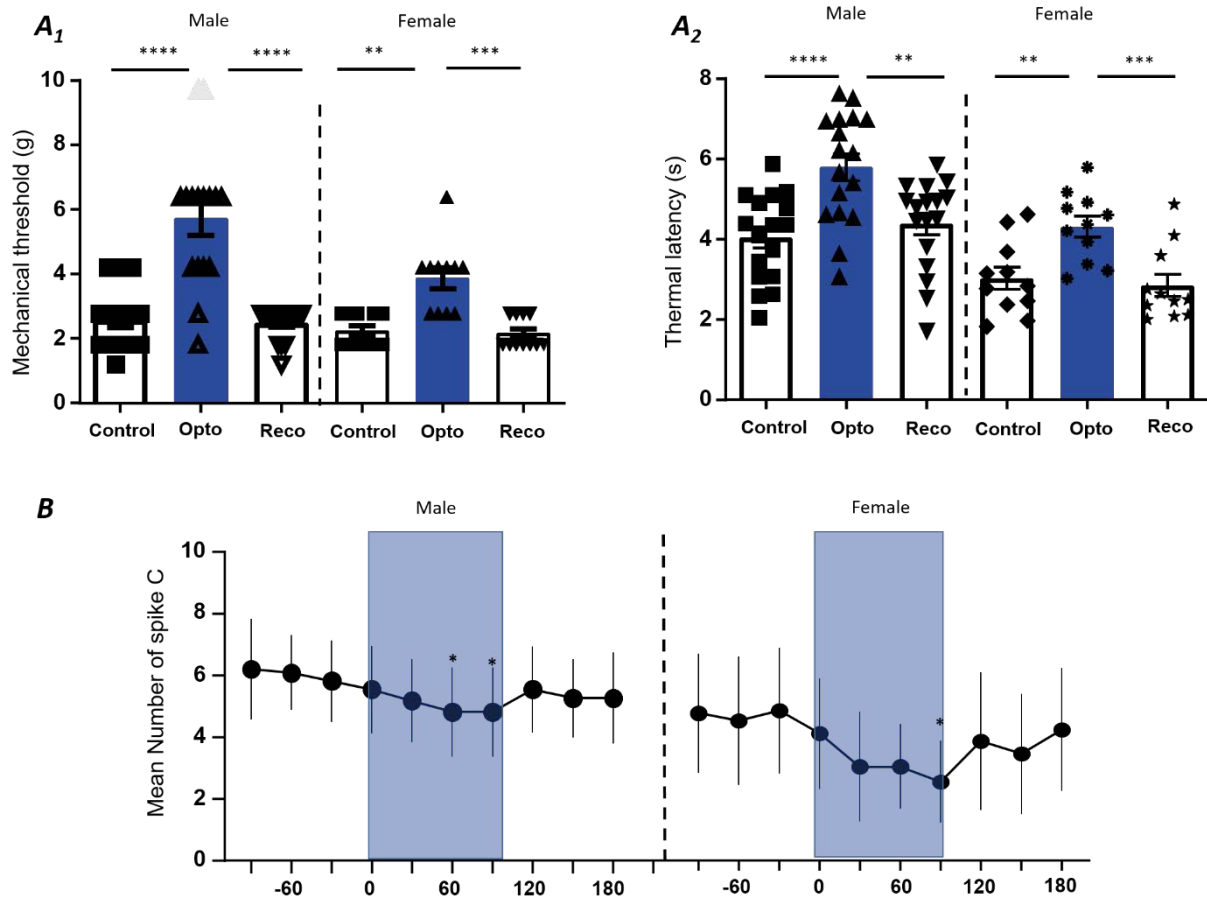 A1
Male
Female
**** **** ** ***
Mechanical threshold (g)
10
8
6
4
2
0
Control Opto Reco Control Opto Reco
A2
Male
Female
**** ** ** ***
Thermal latency (s)
8
6
4
2
0
Control Opto Reco Control Opto Reco
B
Male
Female
Mean Number of spike C
10
8
6
4
2
0
* * *
-60 0 60 120 180 -60 0 60 120 180